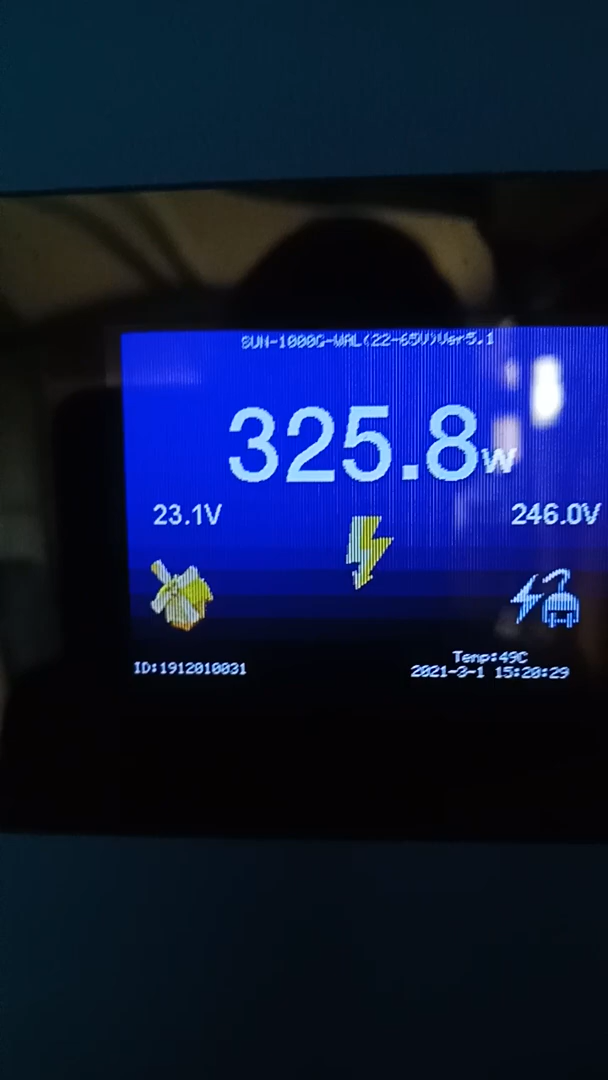 SUN-1000G-WAL(22-65V)Ver5.1
325.8W
23.1V
246.0V
ID:1912010031
Temp:49C
2021-3-1 15:20:29